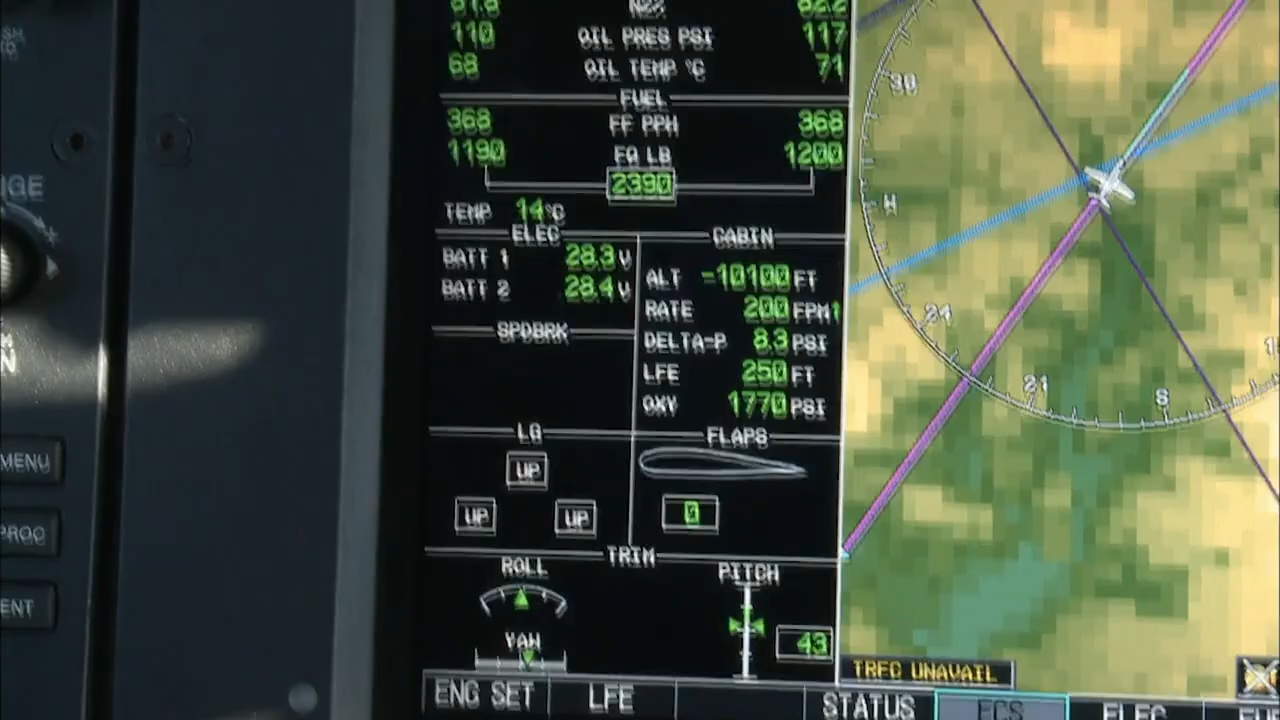 N2%
110 OIL PRES PSI 117
68 OIL TEMP °C 71
FUEL
368 FF PPH 368
1190 FQ LB 1200
2390
TEMP 14°C
ELEC
BATT 1 28.3 V
BATT 2 28.4 V
SPDBRK
CABIN
ALT -10100 FT
RATE 200 FPM
DELTA-P 8.3 PSI
LFE 250 FT
OXY 1770 PSI
LG
UP
UP UP
FLAPS
0
TRIM
ROLL
YAW
PITCH
43
ENG SET LFE STATUS ECS ELEC
30
W
24
21
S
TRFC UNAVAIL
MENU
PROC
ENT